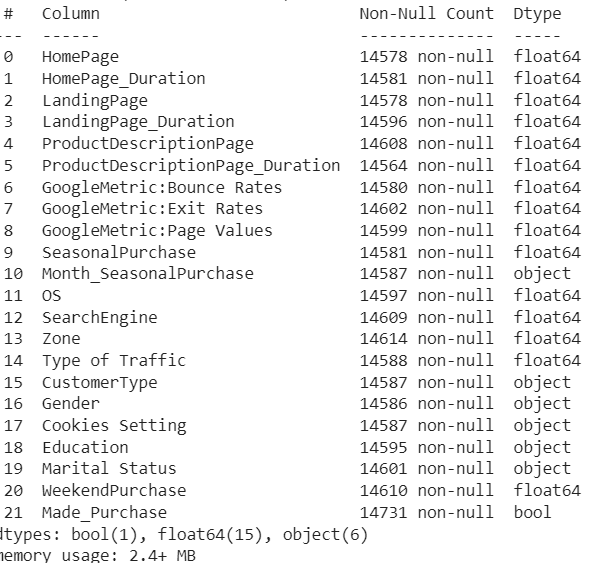 #   Column   Non-Null Count   Dtype
---   ------   --------------   -----
0   HomePage   14578 non-null   float64
1   HomePage_Duration   14581 non-null   float64
2   LandingPage   14578 non-null   float64
3   LandingPage_Duration   14596 non-null   float64
4   ProductDescriptionPage   14608 non-null   float64
5   ProductDescriptionPage_Duration   14564 non-null   float64
6   GoogleMetric:Bounce Rates   14580 non-null   float64
7   GoogleMetric:Exit Rates   14602 non-null   float64
8   GoogleMetric:Page Values   14599 non-null   float64
9   SeasonalPurchase   14581 non-null   float64
10   Month_SeasonalPurchase   14587 non-null   object
11   OS   14597 non-null   float64
12   SearchEngine   14609 non-null   float64
13   Zone   14614 non-null   float64
14   Type of Traffic   14588 non-null   float64
15   CustomerType   14587 non-null   object
16   Gender   14586 non-null   object
17   Cookies Setting   14587 non-null   object
18   Education   14595 non-null   object
19   Marital Status   14601 non-null   object
20   WeekendPurchase   14610 non-null   float64
21   Made_Purchase   14731 non-null   bool
dtypes: bool(1), float64(15), object(6)
memory usage: 2.4+ MB